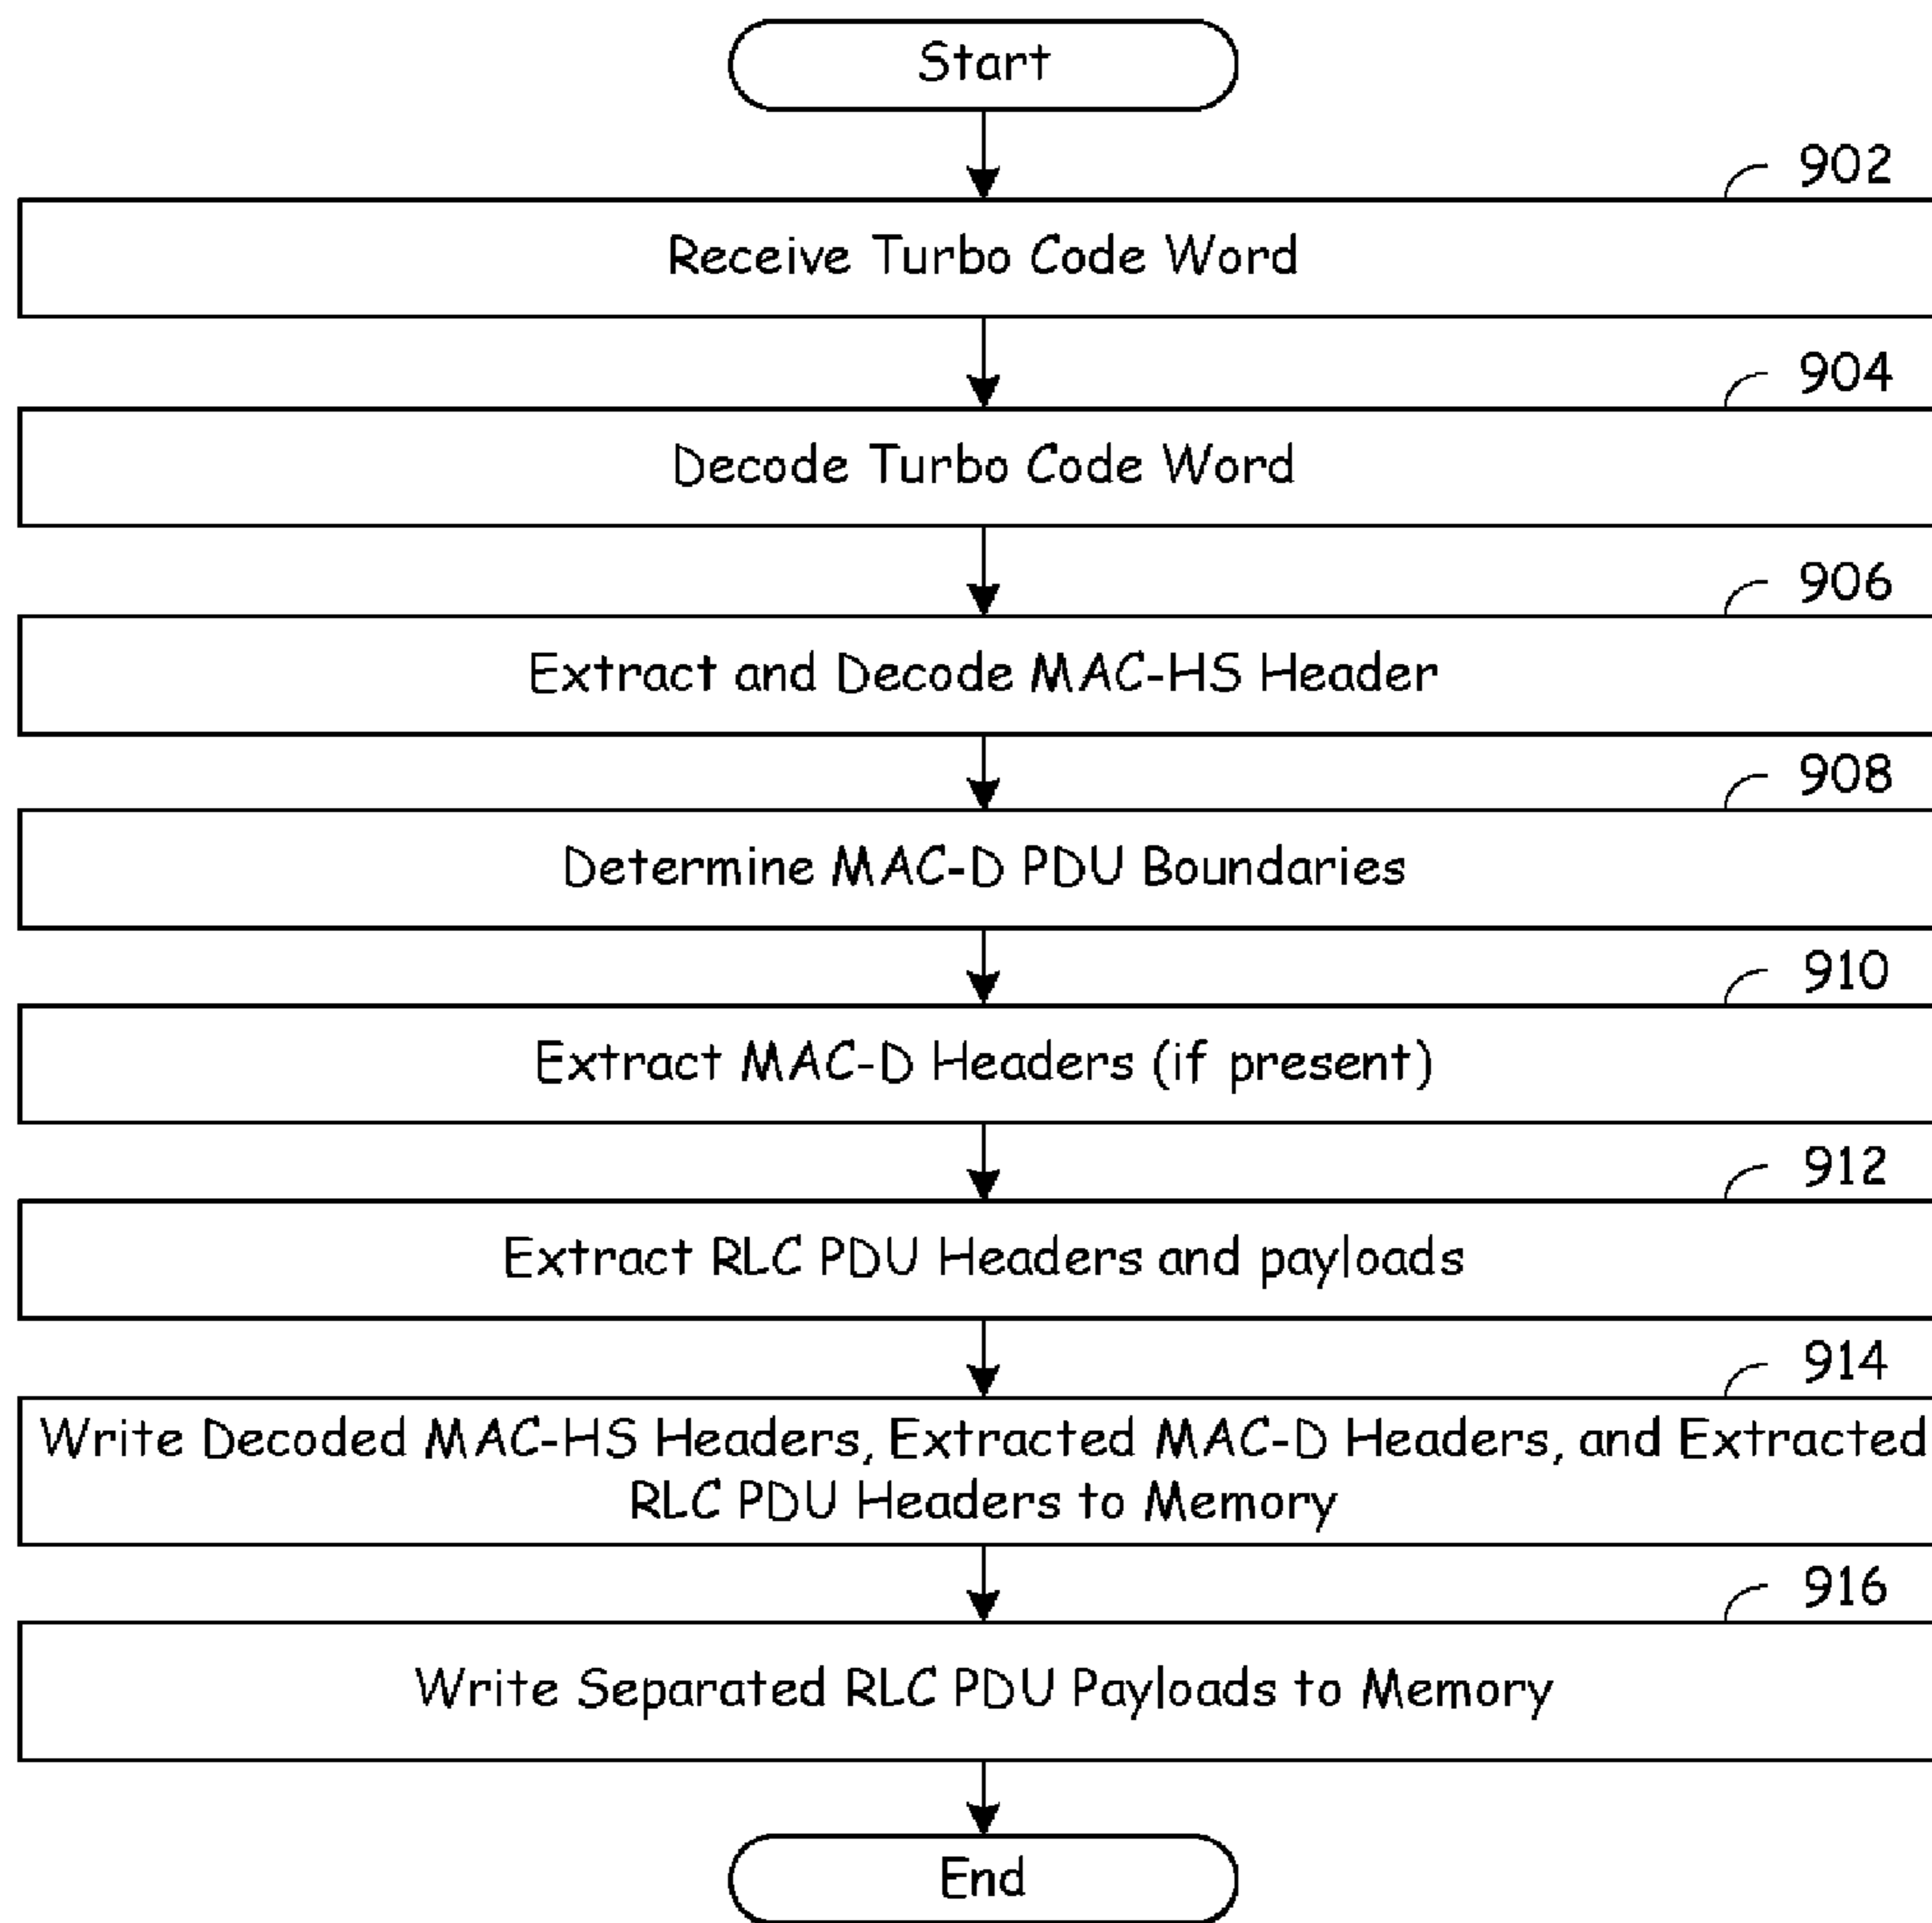 Start
902
Receive Turbo Code Word
904
Decode Turbo Code Word
906
Extract and Decode MAC-HS Header
908
Determine MAC-D PDU Boundaries
910
Extract MAC-D Headers (if present)
912
Extract RLC PDU Headers and payloads
914
Write Decoded MAC-HS Headers, Extracted MAC-D Headers, and Extracted
RLC PDU Headers to Memory
916
Write Separated RLC PDU Payloads to Memory
End